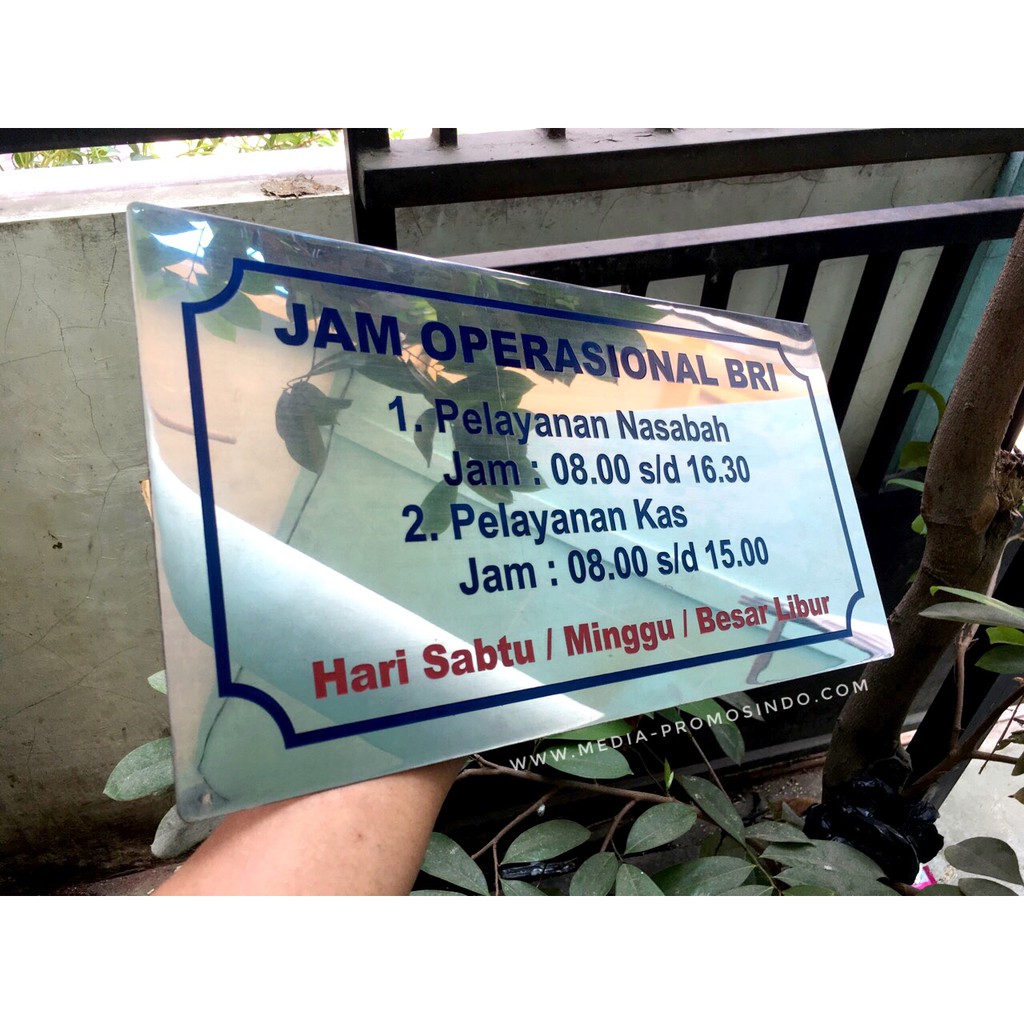 JAM OPERASIONAL BRI
1. Pelayanan Nasabah
Jam : 08.00 s/d 16.30
2. Pelayanan Kas
Jam : 08.00 s/d 15.00
Hari Sabtu / Minggu / Besar Libur
WWW.MEDIA-PROMOSINDO.COM